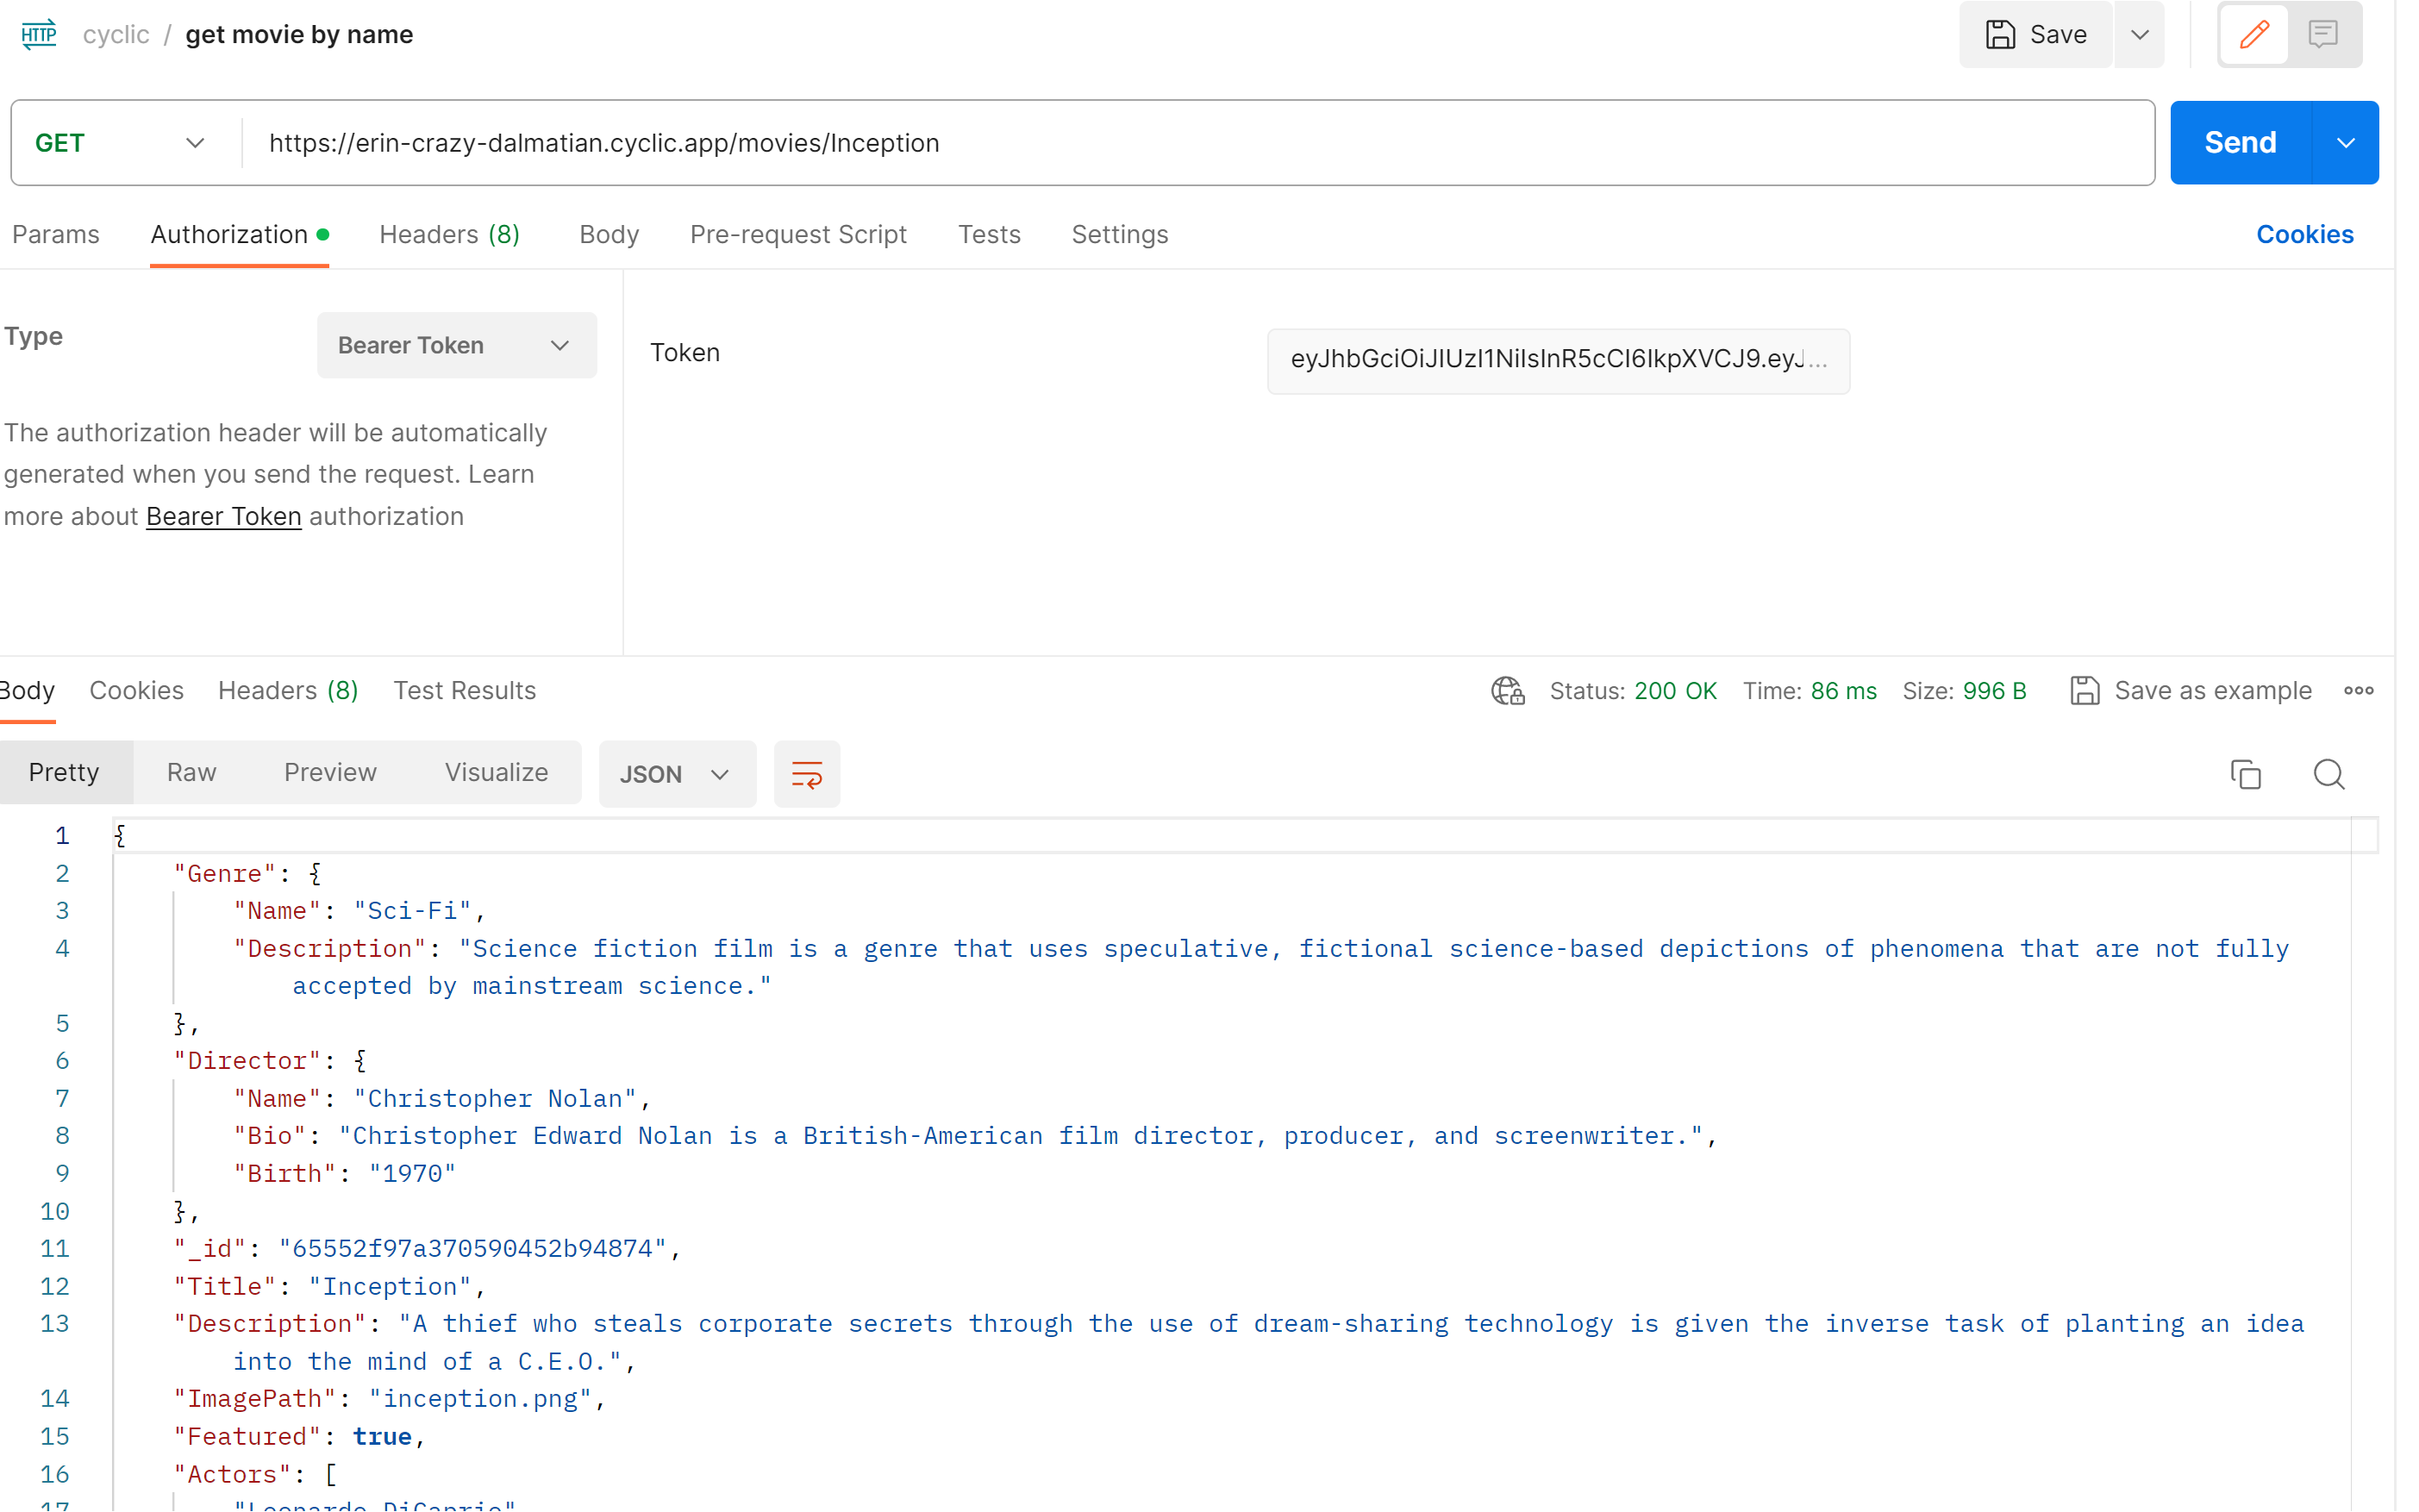 HTTP cyclic / get movie by name Save
GET https://erin-crazy-dalmatian.cyclic.app/movies/Inception Send
Params Authorization Headers (8) Body Pre-request Script Tests Settings Cookies
Type Bearer Token
The authorization header will be automatically
generated when you send the request. Learn
more about Bearer Token authorization
Token eyJhbGciOiJIUzI1NiIsInR5cCI6IkpXVCJ9.eyJ...
Body Cookies Headers (8) Test Results Status: 200 OK Time: 86 ms Size: 996 B Save as example
Pretty Raw Preview Visualize JSON
1 {
2 "Genre": {
3 "Name": "Sci-Fi",
4 "Description": "Science fiction film is a genre that uses speculative, fictional science-based depictions of phenomena that are not fully
accepted by mainstream science."
5 },
6 "Director": {
7 "Name": "Christopher Nolan",
8 "Bio": "Christopher Edward Nolan is a British-American film director, producer, and screenwriter.",
9 "Birth": "1970"
10 },
11 "_id": "65552f97a370590452b94874",
12 "Title": "Inception",
13 "Description": "A thief who steals corporate secrets through the use of dream-sharing technology is given the inverse task of planting an idea
into the mind of a C.E.O.",
14 "ImagePath": "inception.png",
15 "Featured": true,
16 "Actors": [
17 "Leonardo DiCaprio"